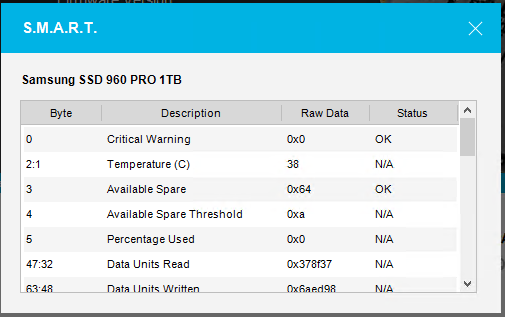 Firmware Version
S.M.A.R.T.
Samsung SSD 960 PRO 1TB
Byte Description Raw Data Status
0 Critical Warning 0x0 OK
2:1 Temperature (C) 38 N/A
3 Available Spare 0x64 OK
4 Available Spare Threshold 0xa N/A
5 Percentage Used 0x0 N/A
47:32 Data Units Read 0x378f37 N/A
63:48 Data Units Written 0x6aed98 N/A